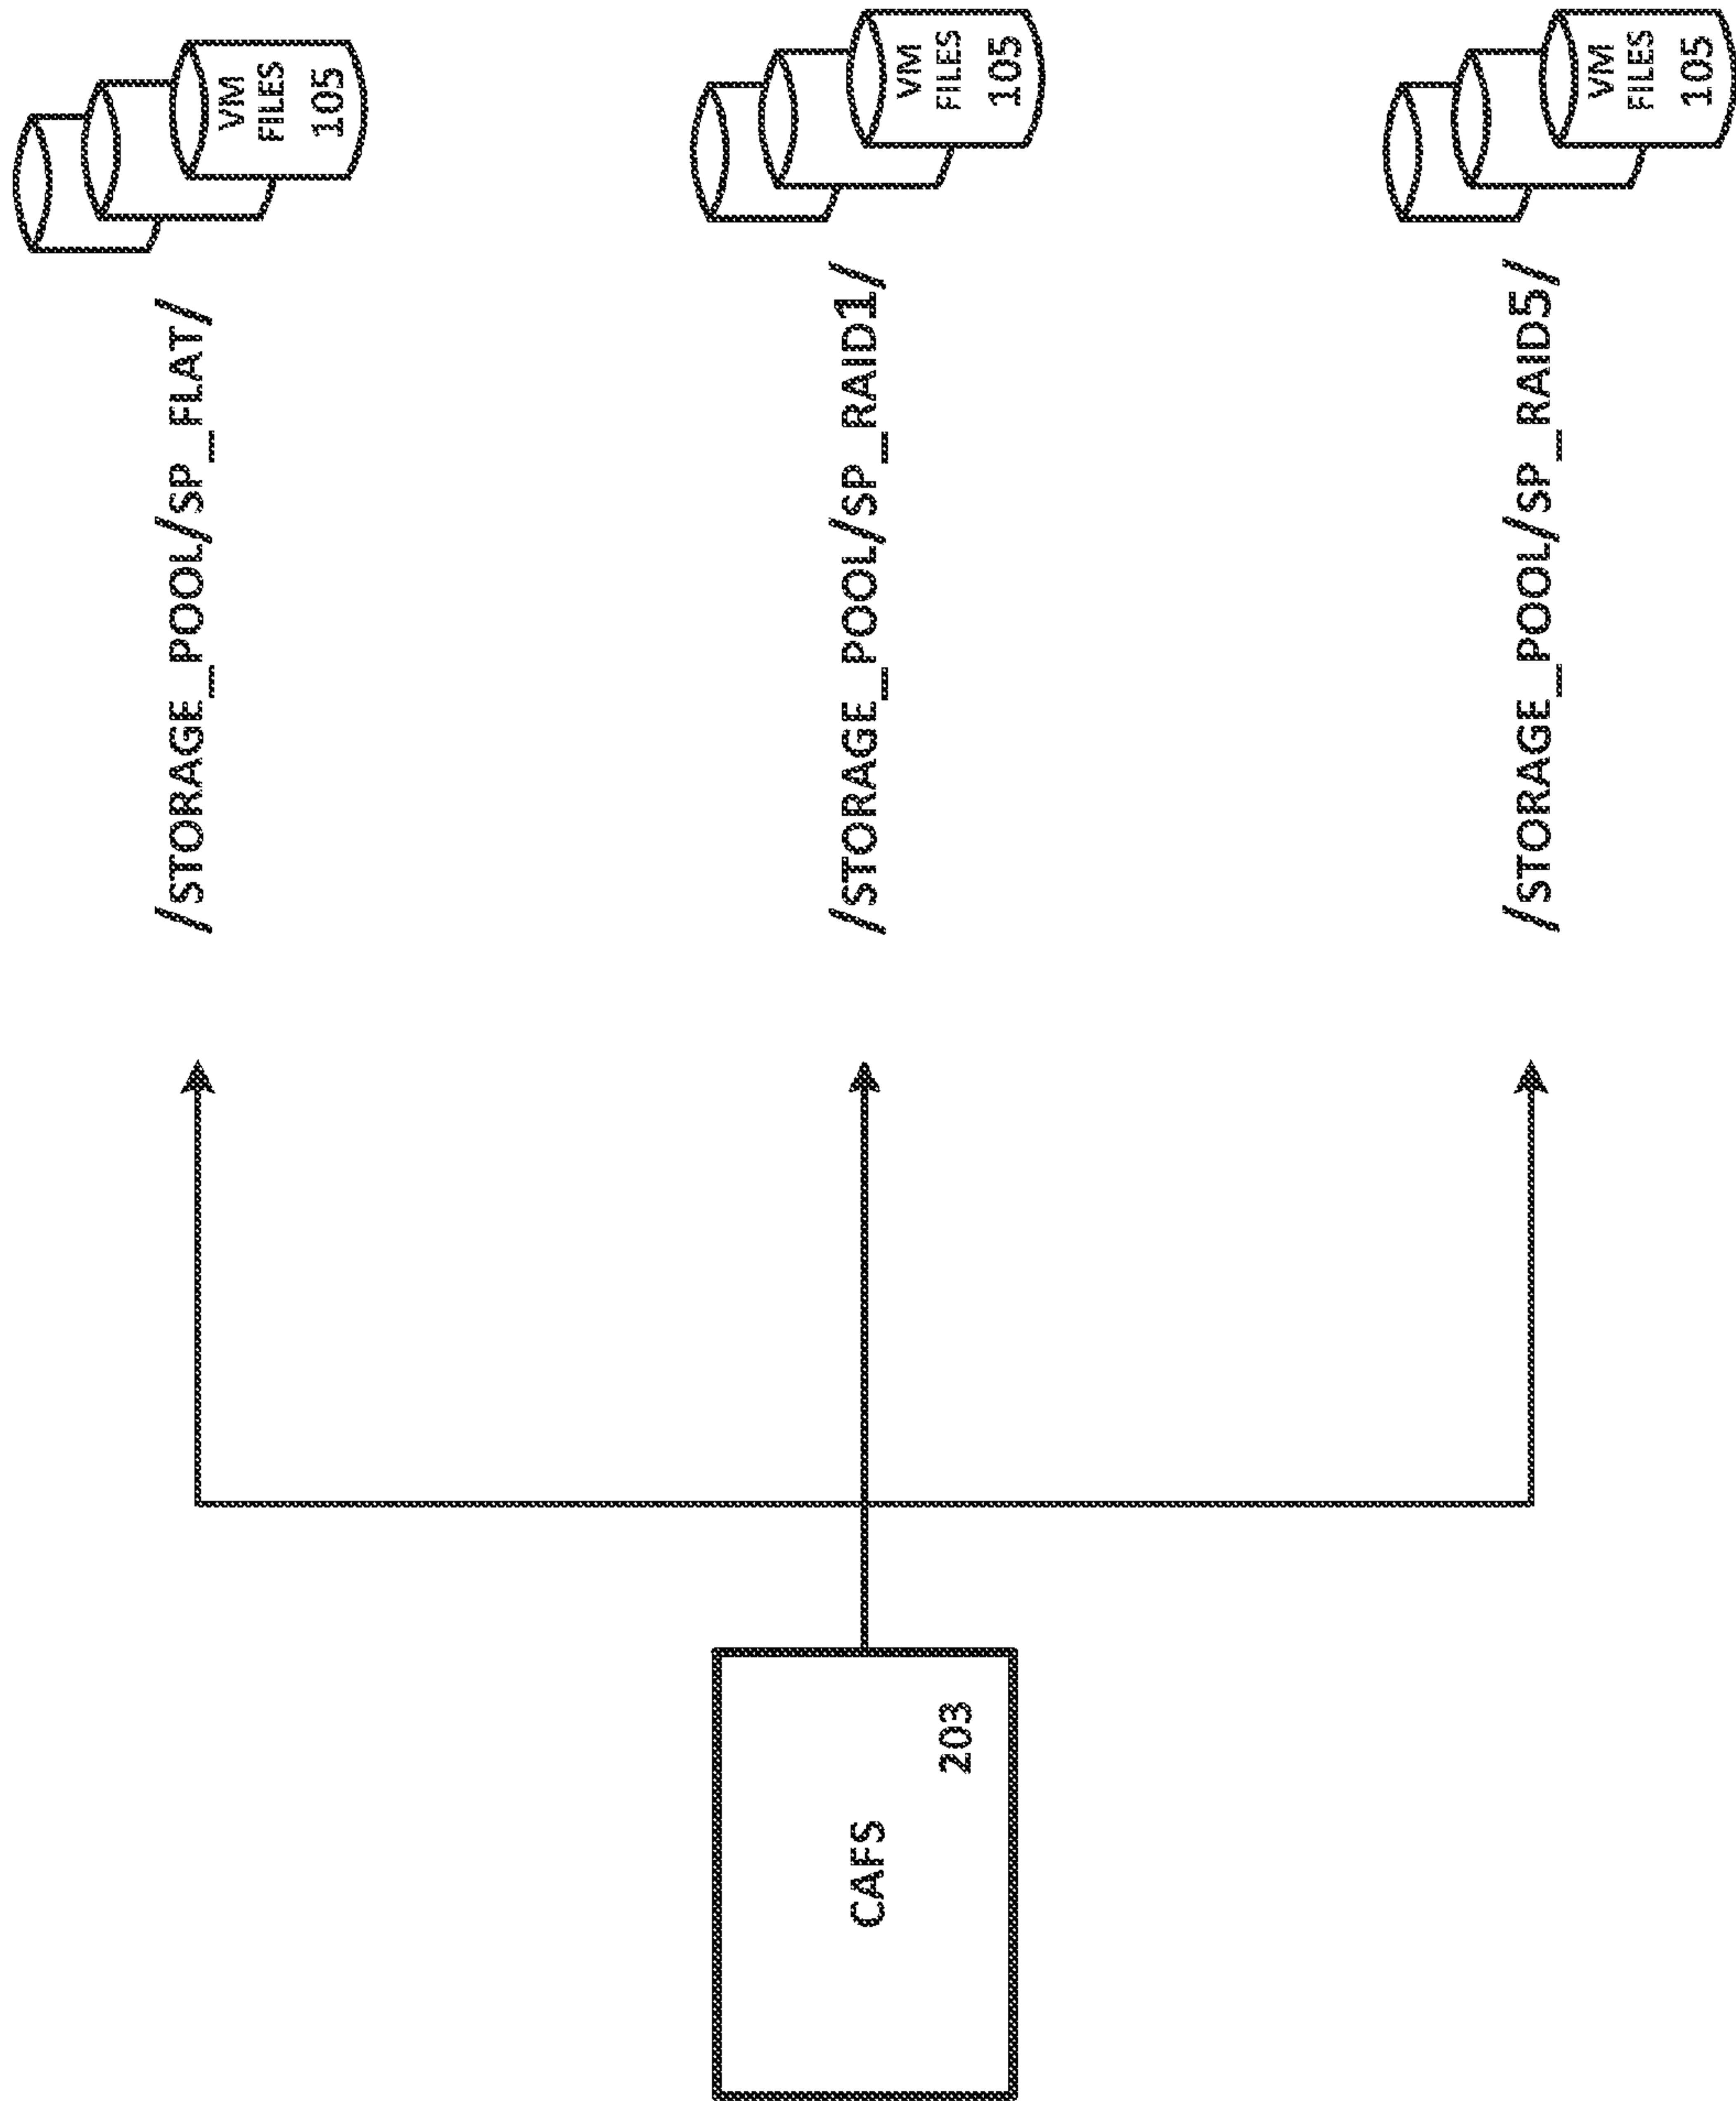 CAFS
203
/STORAGE_POOL/SP_FLAT/
VM
FILES
105
/STORAGE_POOL/SP_RAID1/
VM
FILES
105
/STORAGE_POOL/SP_RAID5/
VM
FILES
105